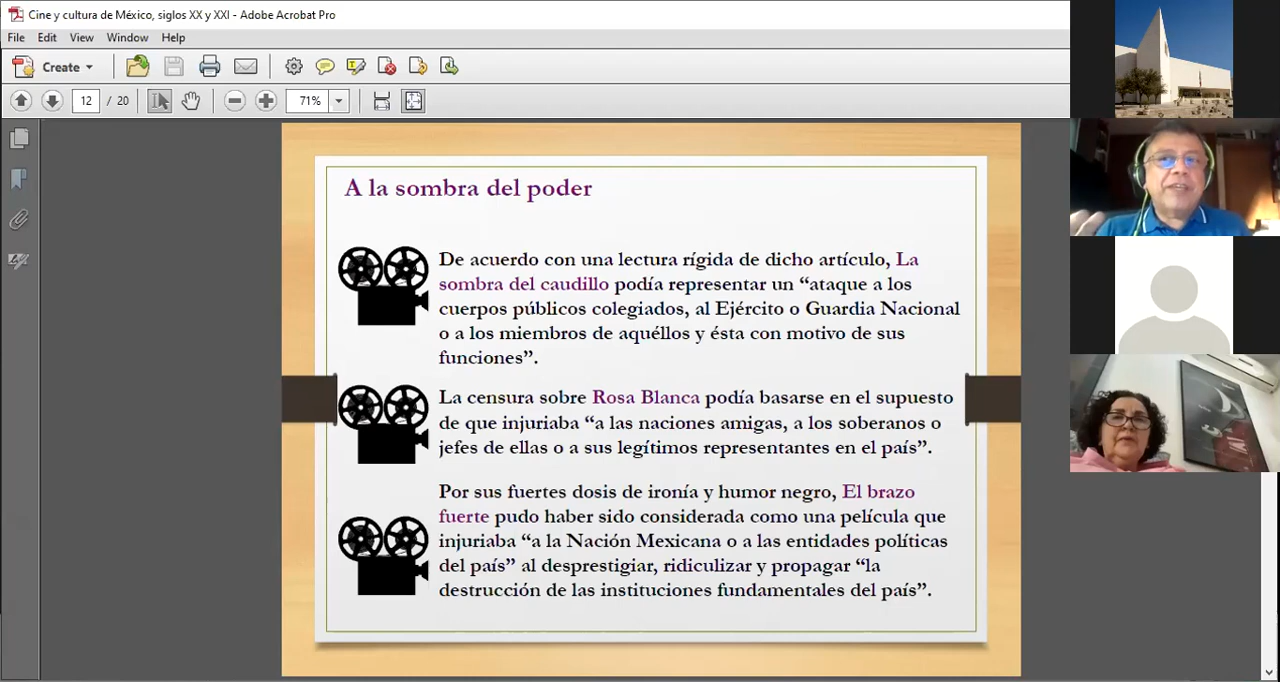 Cine y cultura de México, siglos XX y XXI - Adobe Acrobat Pro
File Edit View Window Help
Create
12 / 20 71%
A la sombra del poder
De acuerdo con una lectura rígida de dicho artículo, La
sombra del caudillo podía representar un “ataque a los
cuerpos públicos colegiados, al Ejército o Guardia Nacional
o a los miembros de aquéllos y ésta con motivo de sus
funciones”.
La censura sobre Rosa Blanca podía basarse en el supuesto
de que injuriaba “a las naciones amigas, a los soberanos o
jefes de ellas o a sus legítimos representantes en el país”.
Por sus fuertes dosis de ironía y humor negro, El brazo
fuerte pudo haber sido considerada como una película que
injuriaba “a la Nación Mexicana o a las entidades políticas
del país” al desprestigiar, ridiculizar y propagar “la
destrucción de las instituciones fundamentales del país”.